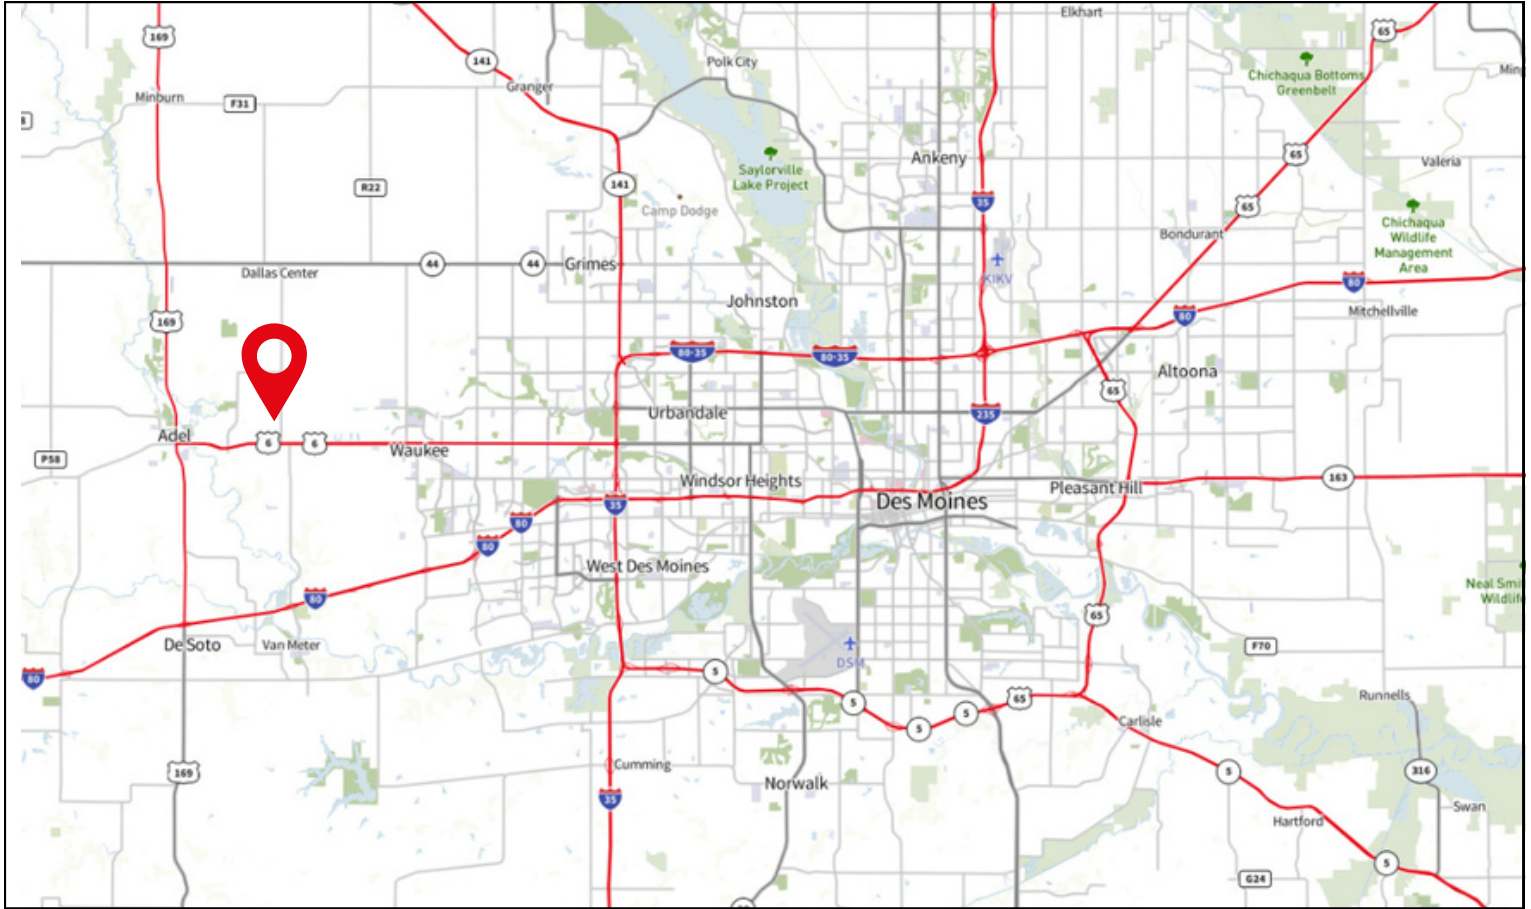 Elkhart
65
169
141
Polk City
Chichaqua Bottoms
Greenbelt
Granger
Minburn
F31
Ankeny
65
Valeria
Saylorville
Lake Project
141
R22
35
65
Camp Dodge
Chichaqua
Wildlife
Management
Area
Bondurant
Dallas Center
44
44
Grimes
KIKV
80
Johnston
Mitchellville
80
169
80-35
80-35
Altoona
65
Urbandale
235
Adel
6
6
Waukee
P58
Windsor Heights
Des Moines
Pleasant Hill
163
35
80
80
West Des Moines
Neal Smi
Wildlif
80
65
De Soto
Van Meter
DSM
F70
80
5
Runnells
5
5
5
65
Carlisle
Cumming
169
Norwalk
5
316
35
Swan
Hartford
5
G24